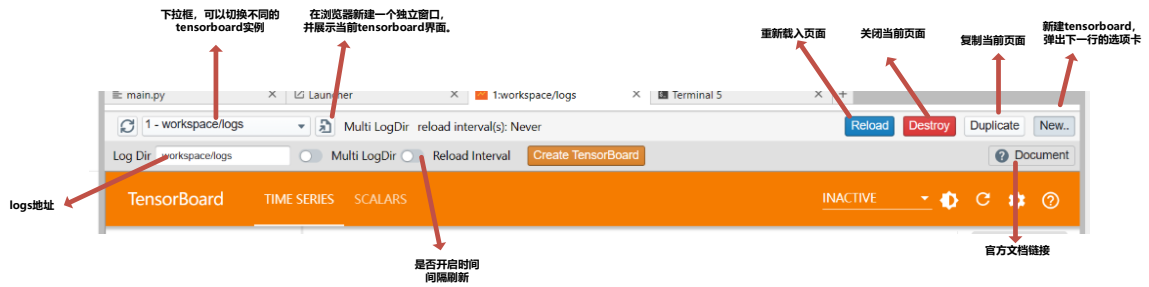 下拉框，可以切换不同的
tensorboard实例
在浏览器新建一个独立窗口，
并展示当前tensorboard界面。
重新载入页面
关闭当前页面
复制当前页面
新建tensorboard，
弹出下一行的选项卡
main.py
Launcher
1:workspace/logs
Terminal 5
1 - workspace/logs
Multi LogDir reload interval(s): Never
Reload
Destroy
Duplicate
New..
Log Dir
workspace/logs
Multi LogDir
Reload Interval
Create TensorBoard
Document
TensorBoard
TIME SERIES
SCALARS
INACTIVE
logs地址
是否开启时间
间隔刷新
官方文档链接